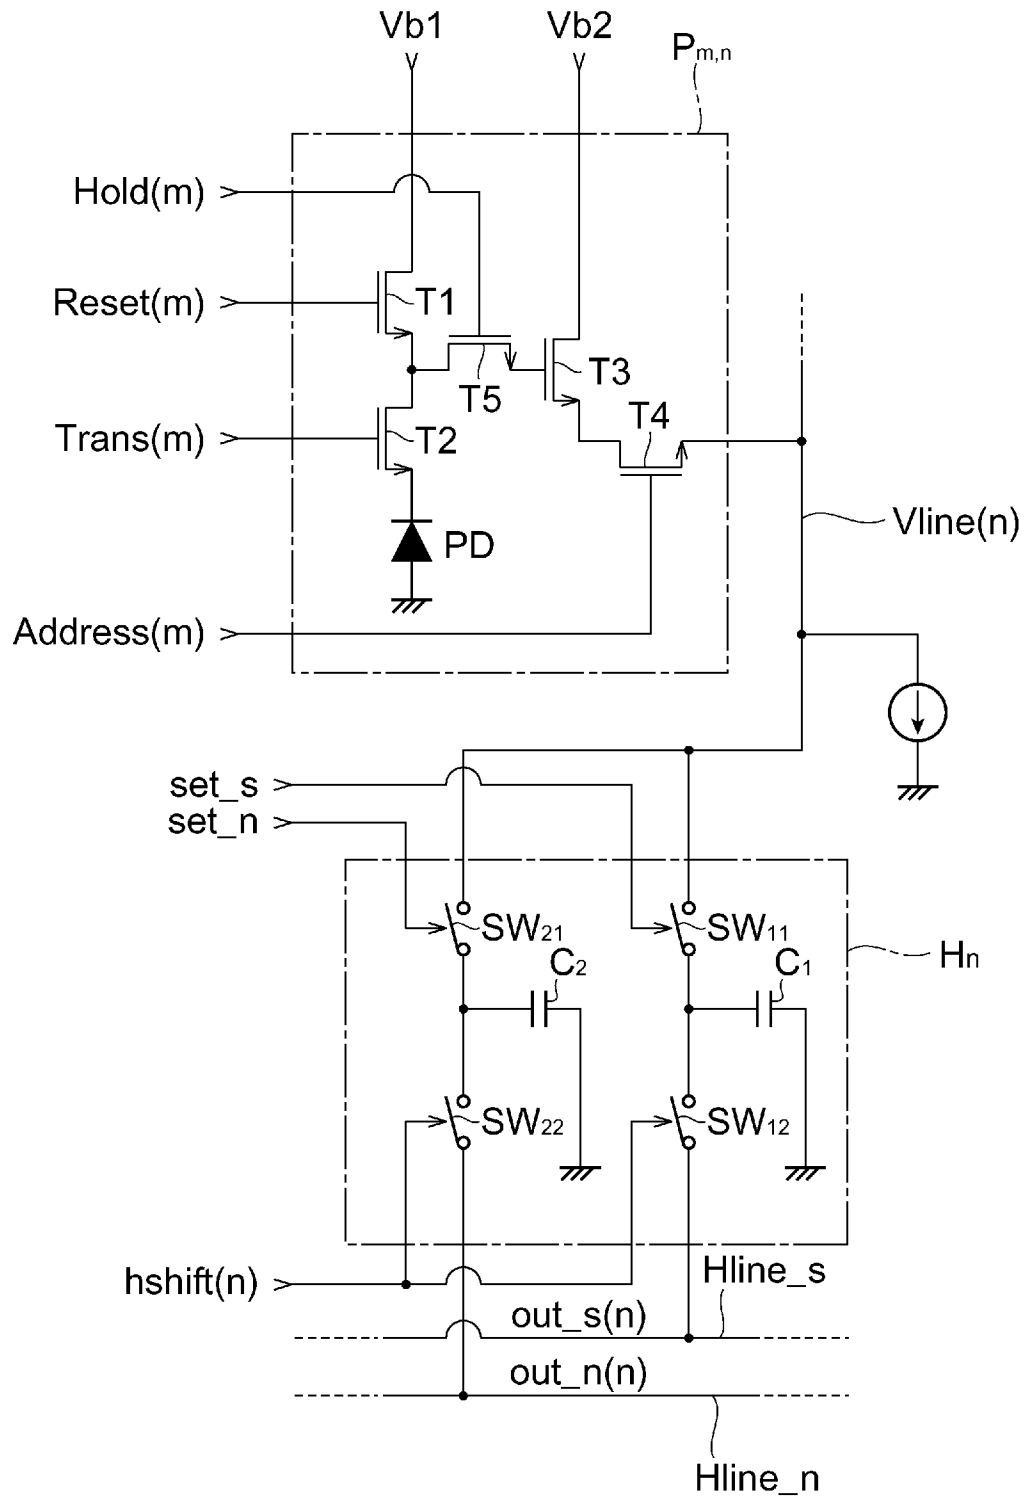 Vb1
Vb2
Pm,n
Hold(m)
Reset(m)
T1
T5
T3
T4
Trans(m)
T2
Vline(n)
PD
Address(m)
set_s
set_n
SW21
SW11
C2
C1
Hn
SW22
SW12
hshift(n)
Hline_s
out_s(n)
out_n(n)
Hline_n